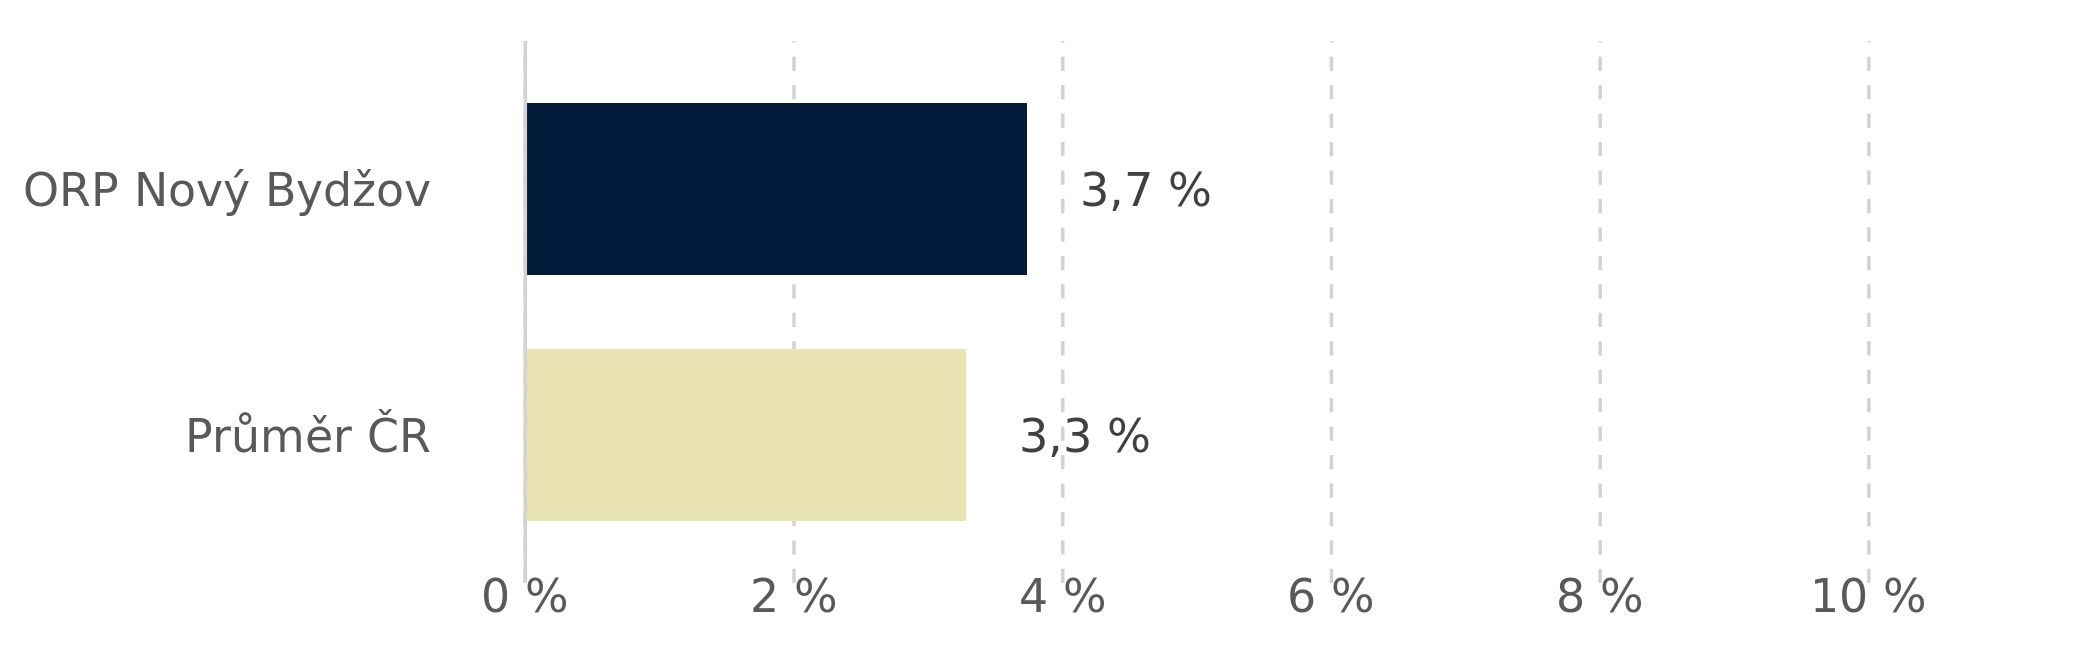 ORP Nový Bydžov
3,7 %
Průměr ČR
3,3 %
0 % 2 % 4 % 6 % 8 % 10 %